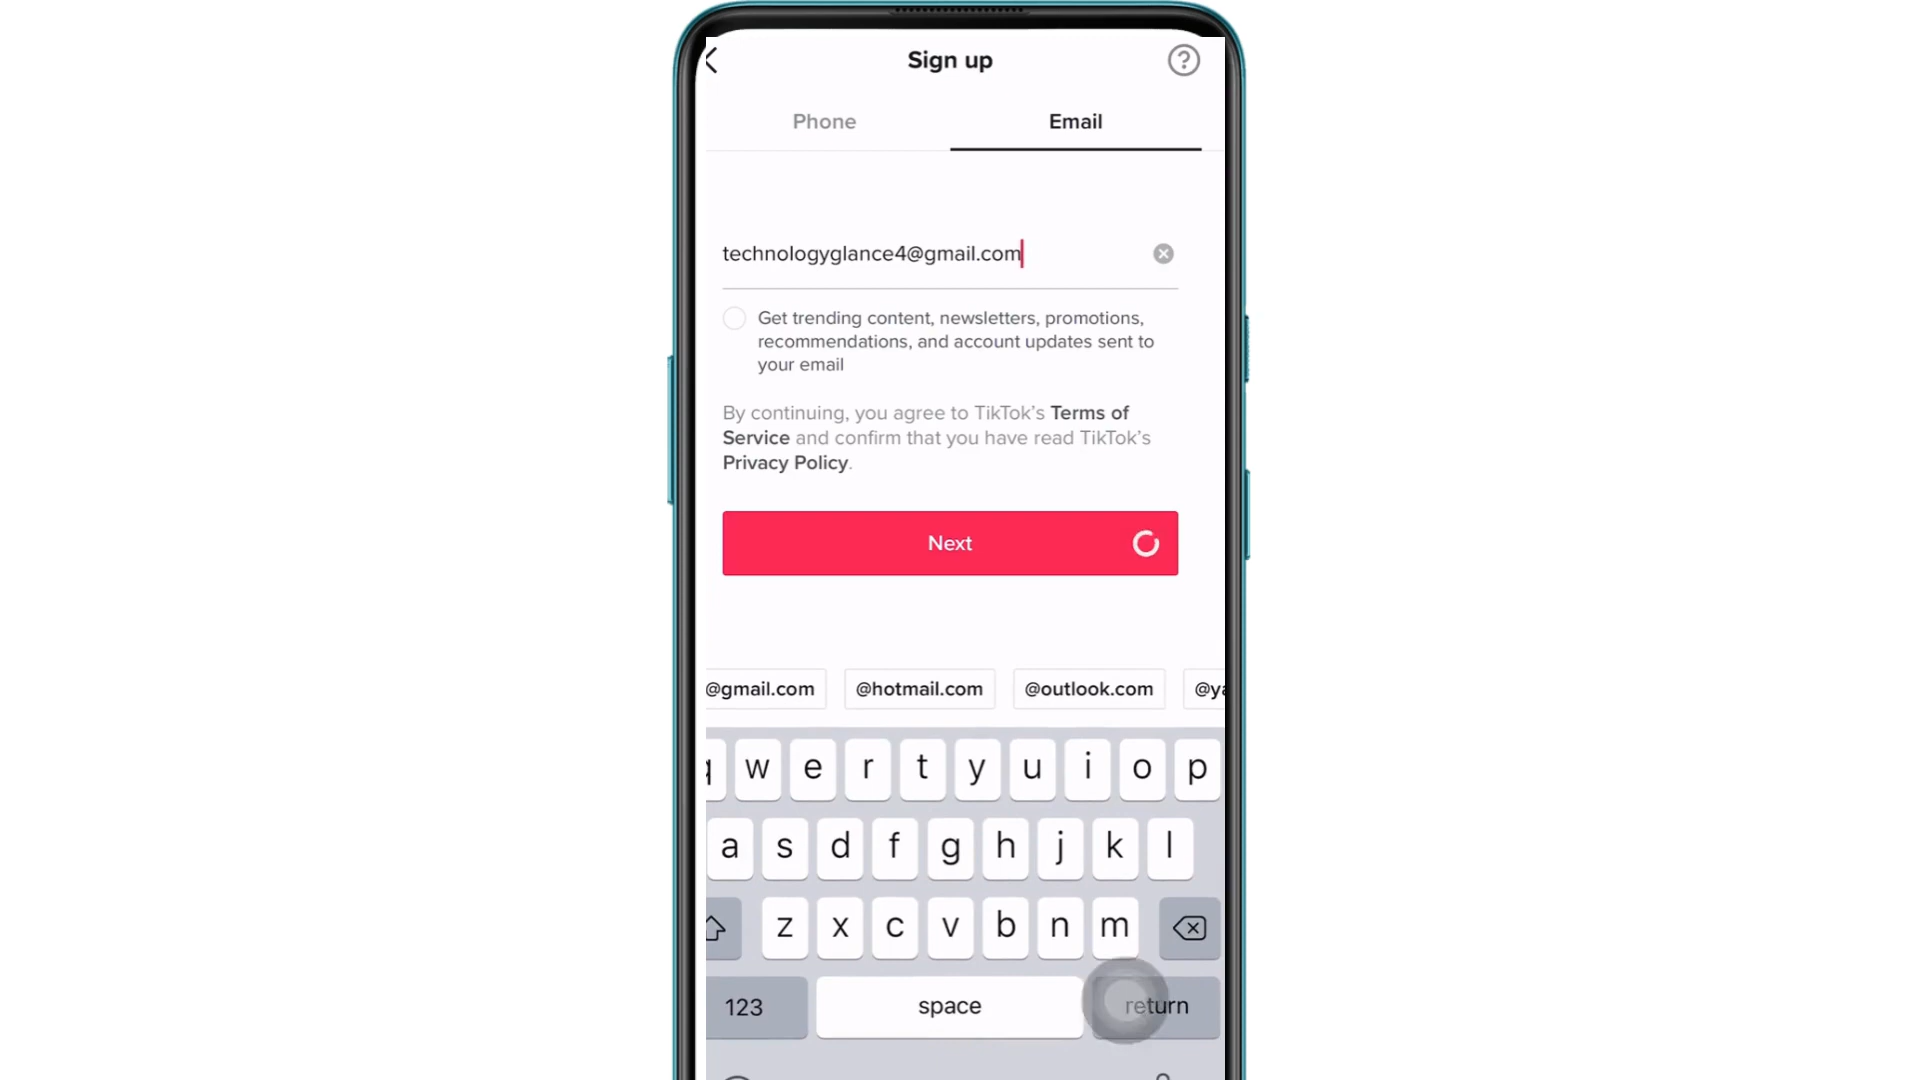 Sign up
Phone Email
technologyglance4@gmail.com
Get trending content, newsletters, promotions,
recommendations, and account updates sent to
your email
By continuing, you agree to TikTok’s Terms of
Service and confirm that you have read TikTok’s
Privacy Policy.
Next
@gmail.com @hotmail.com @outlook.com @ya
q w e r t y u i o p
a s d f g h j k l
z x c v b n m
123 space return